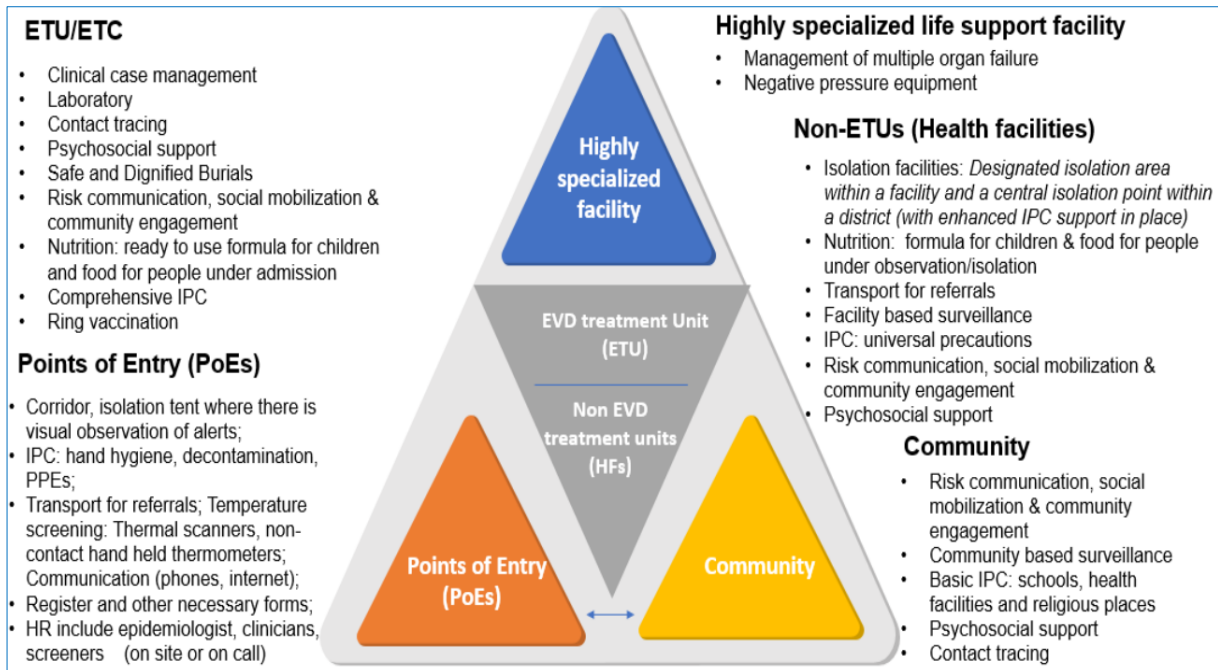 ETU/ETC
• Clinical case management
• Laboratory
• Contact tracing
• Psychosocial support
• Safe and Dignified Burials
• Risk communication, social mobilization &
community engagement
• Nutrition: ready to use formula for children
and food for people under admission
• Comprehensive IPC
• Ring vaccination
Points of Entry (PoEs)
• Corridor, isolation tent where there is
visual observation of alerts;
• IPC: hand hygiene, decontamination,
PPEs;
• Transport for referrals; Temperature
screening: Thermal scanners, non-
contact hand held thermometers;
Communication (phones, internet);
• Register and other necessary forms;
• HR include epidemiologist, clinicians,
screeners (on site or on call)
Highly
specialized
facility
EVD treatment Unit
(ETU)
Non EVD
treatment units
(HFs)
Points of Entry
(PoEs)
Community
Highly specialized life support facility
• Management of multiple organ failure
• Negative pressure equipment
Non-ETUs (Health facilities)
• Isolation facilities: Designated isolation area
within a facility and a central isolation point within
a district (with enhanced IPC support in place)
• Nutrition: formula for children & food for people
under observation/isolation
• Transport for referrals
• Facility based surveillance
• IPC: universal precautions
• Risk communication, social mobilization &
community engagement
• Psychosocial support
Community
• Risk communication, social
mobilization & community
engagement
• Community based surveillance
• Basic IPC: schools, health
facilities and religious places
• Psychosocial support
• Contact tracing